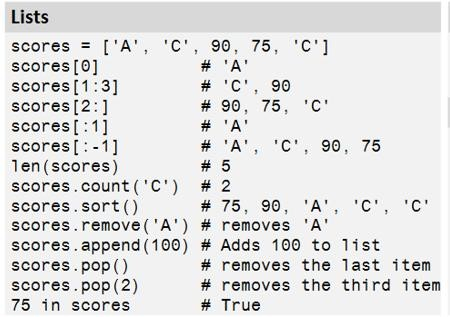 Lists
scores = ['A', 'C', 90, 75, 'C']
scores[0] # 'A'
scores[1:3] # 'C', 90
scores[2:] # 90, 75, 'C'
scores[:1] # 'A'
scores[:-1] # 'A', 'C', 90, 75
len(scores) # 5
scores.count('C') # 2
scores.sort() # 75, 90, 'A', 'C', 'C'
scores.remove('A') # removes 'A'
scores.append(100) # Adds 100 to list
scores.pop() # removes the last item
scores.pop(2) # removes the third item
75 in scores # True